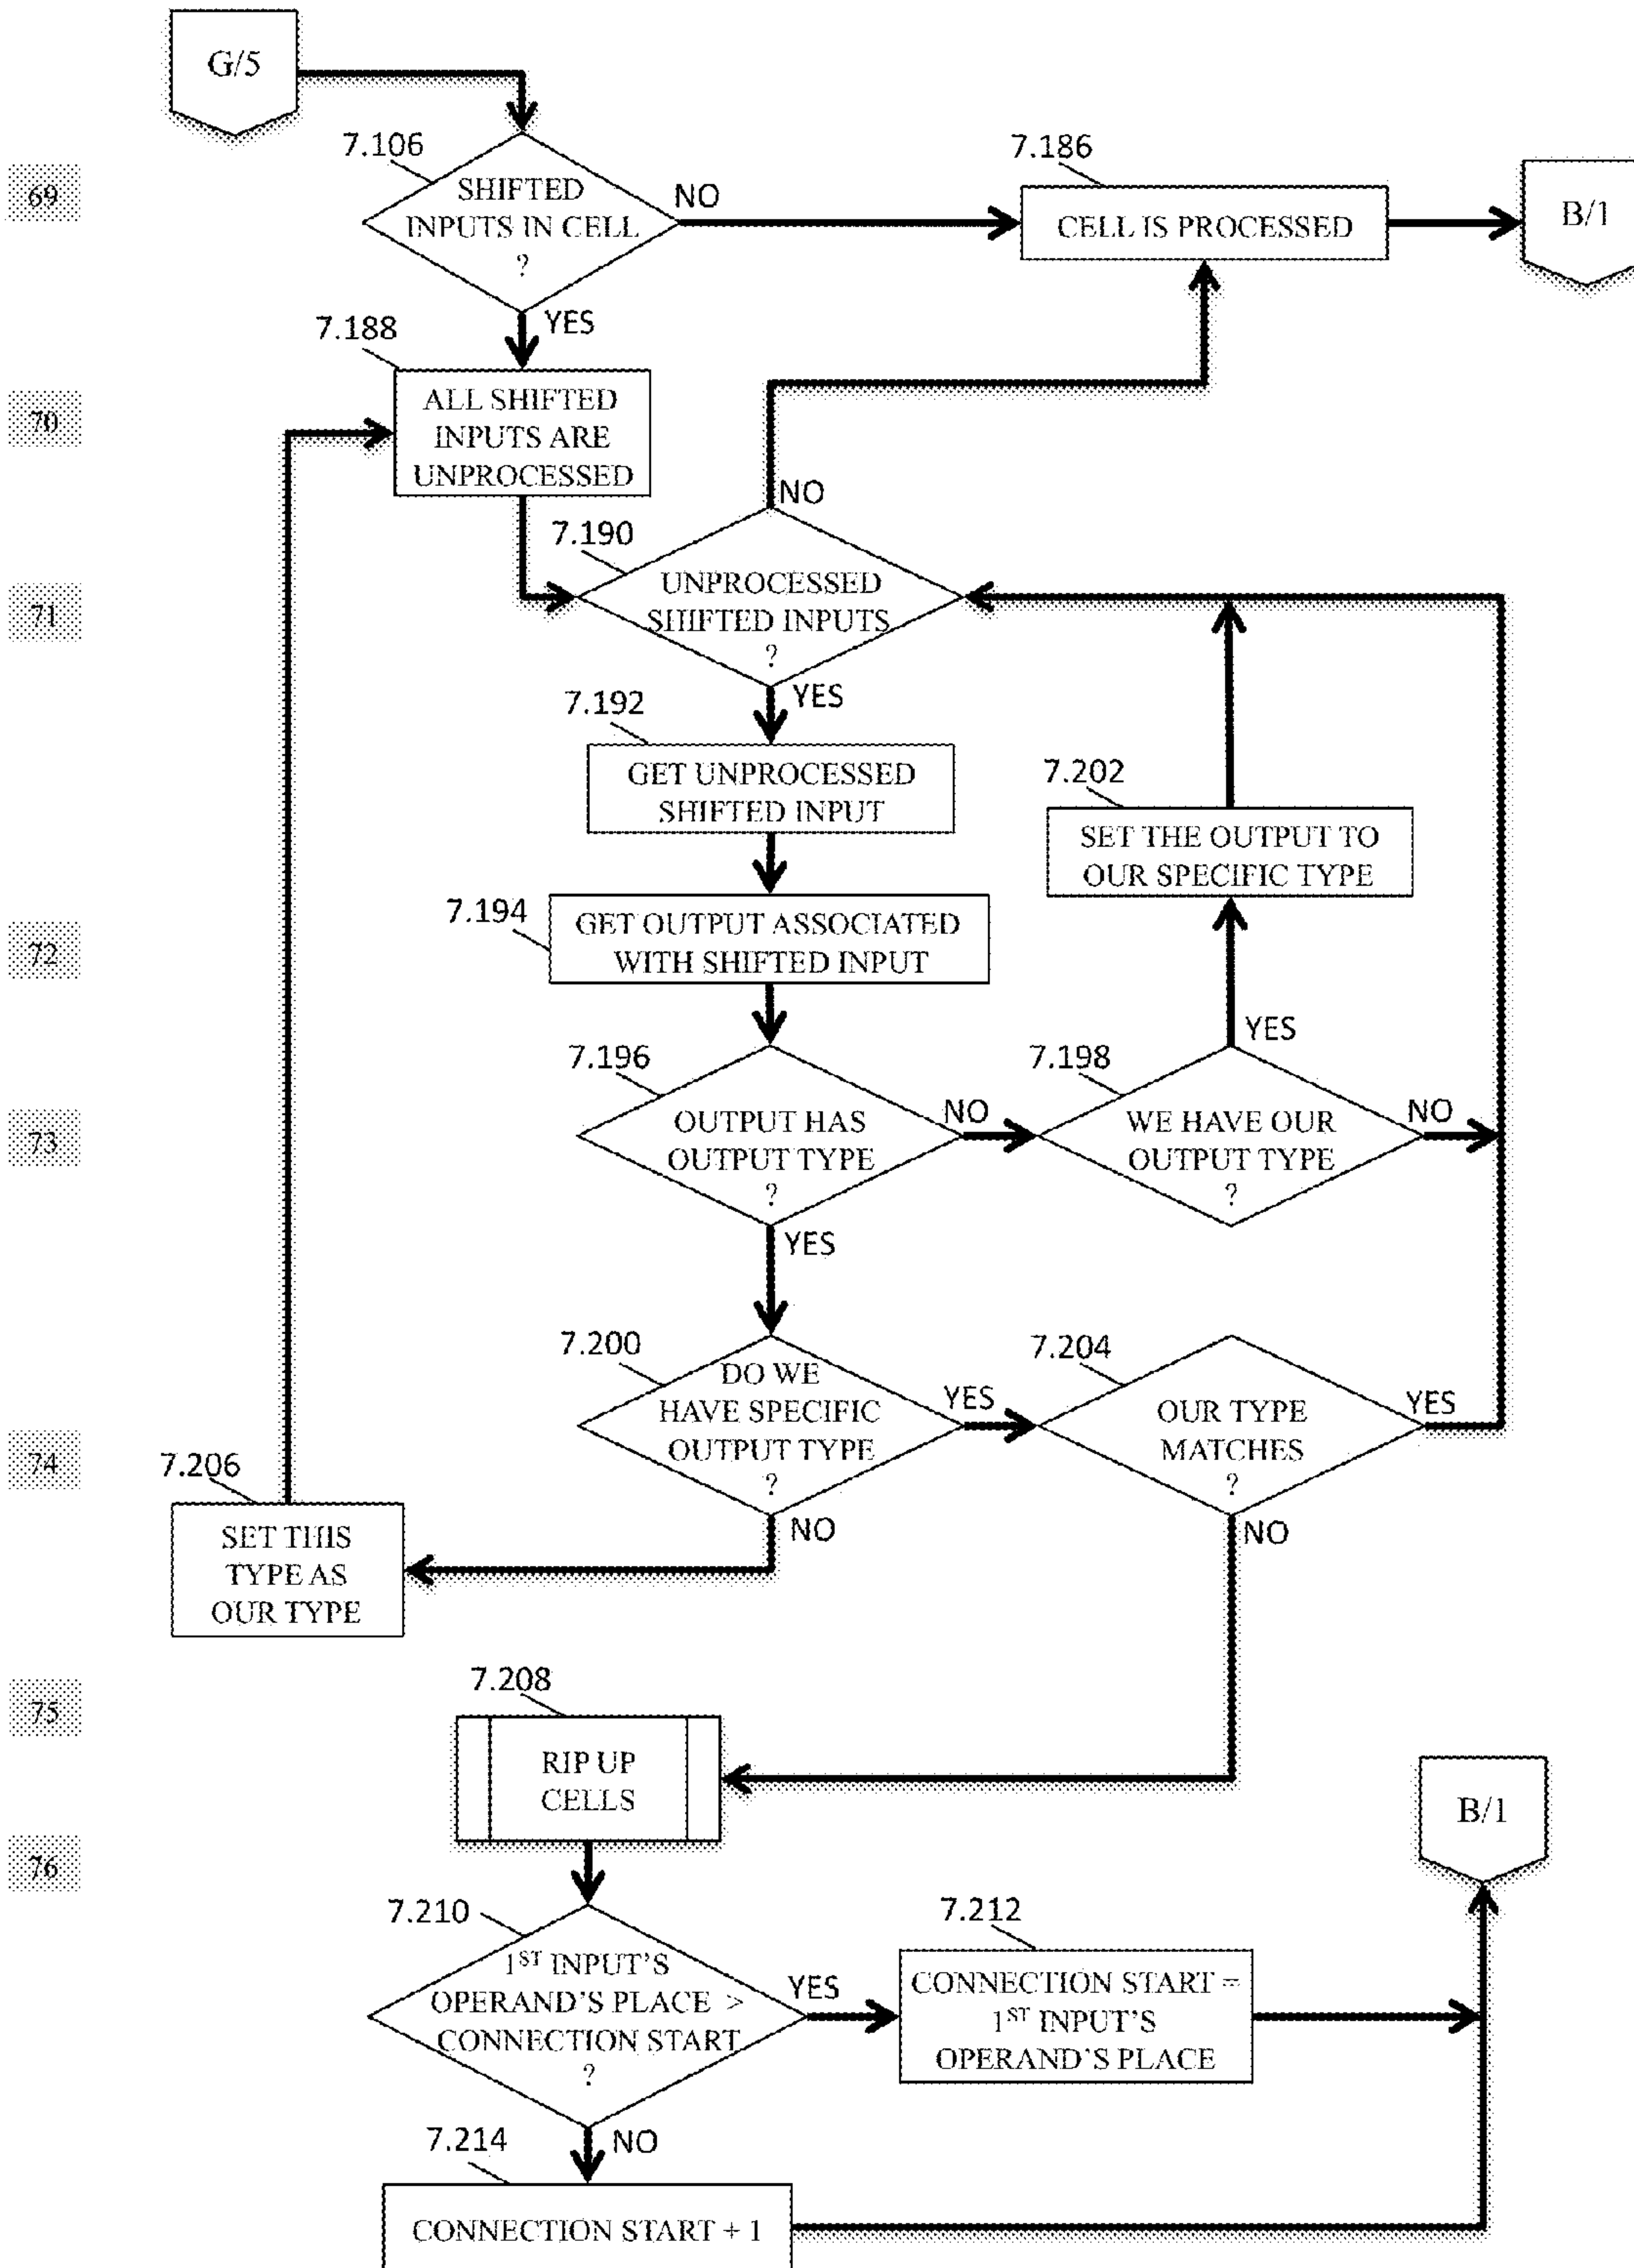 G/5
7.106
SHIFTED
INPUTS IN CELL
?
NO
YES
7.186
CELL IS PROCESSED
B/1
69
7.188
ALL SHIFTED
INPUTS ARE
UNPROCESSED
70
NO
7.190
UNPROCESSED
SHIFTED INPUTS
?
YES
71
7.192
GET UNPROCESSED
SHIFTED INPUT
7.202
SET THE OUTPUT TO
OUR SPECIFIC TYPE
7.194
GET OUTPUT ASSOCIATED
WITH SHIFTED INPUT
72
YES
7.196
OUTPUT HAS
OUTPUT TYPE
?
NO
7.198
WE HAVE OUR
OUTPUT TYPE
?
NO
73
YES
7.200
DO WE
HAVE SPECIFIC
OUTPUT TYPE
?
YES
7.204
OUR TYPE
MATCHES
?
YES
74
7.206
SET THIS
TYPE AS
OUR TYPE
NO
NO
75
7.208
RIP UP
CELLS
B/1
76
7.210
1ST INPUT'S
OPERAND'S PLACE >
CONNECTION START
?
YES
7.212
CONNECTION START =
1ST INPUT'S
OPERAND'S PLACE
NO
7.214
CONNECTION START + 1